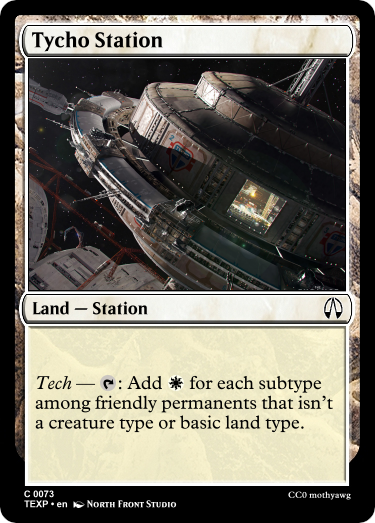 Tycho Station
Land — Station
Tech — : Add for each subtype
among friendly permanents that isn't
a creature type or basic land type.
C 0073
TEXP • en North Front Studio
CC0 mothyawg